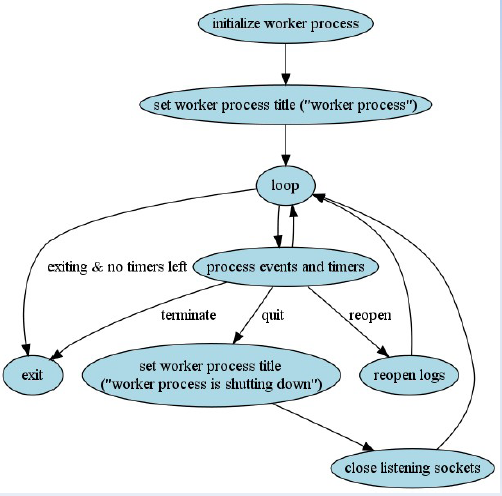 initialize worker process
set worker process title ("worker process")
loop
exiting & no timers left
process events and timers
terminate
quit
reopen
exit
set worker process title
("worker process is shutting down")
reopen logs
close listening sockets